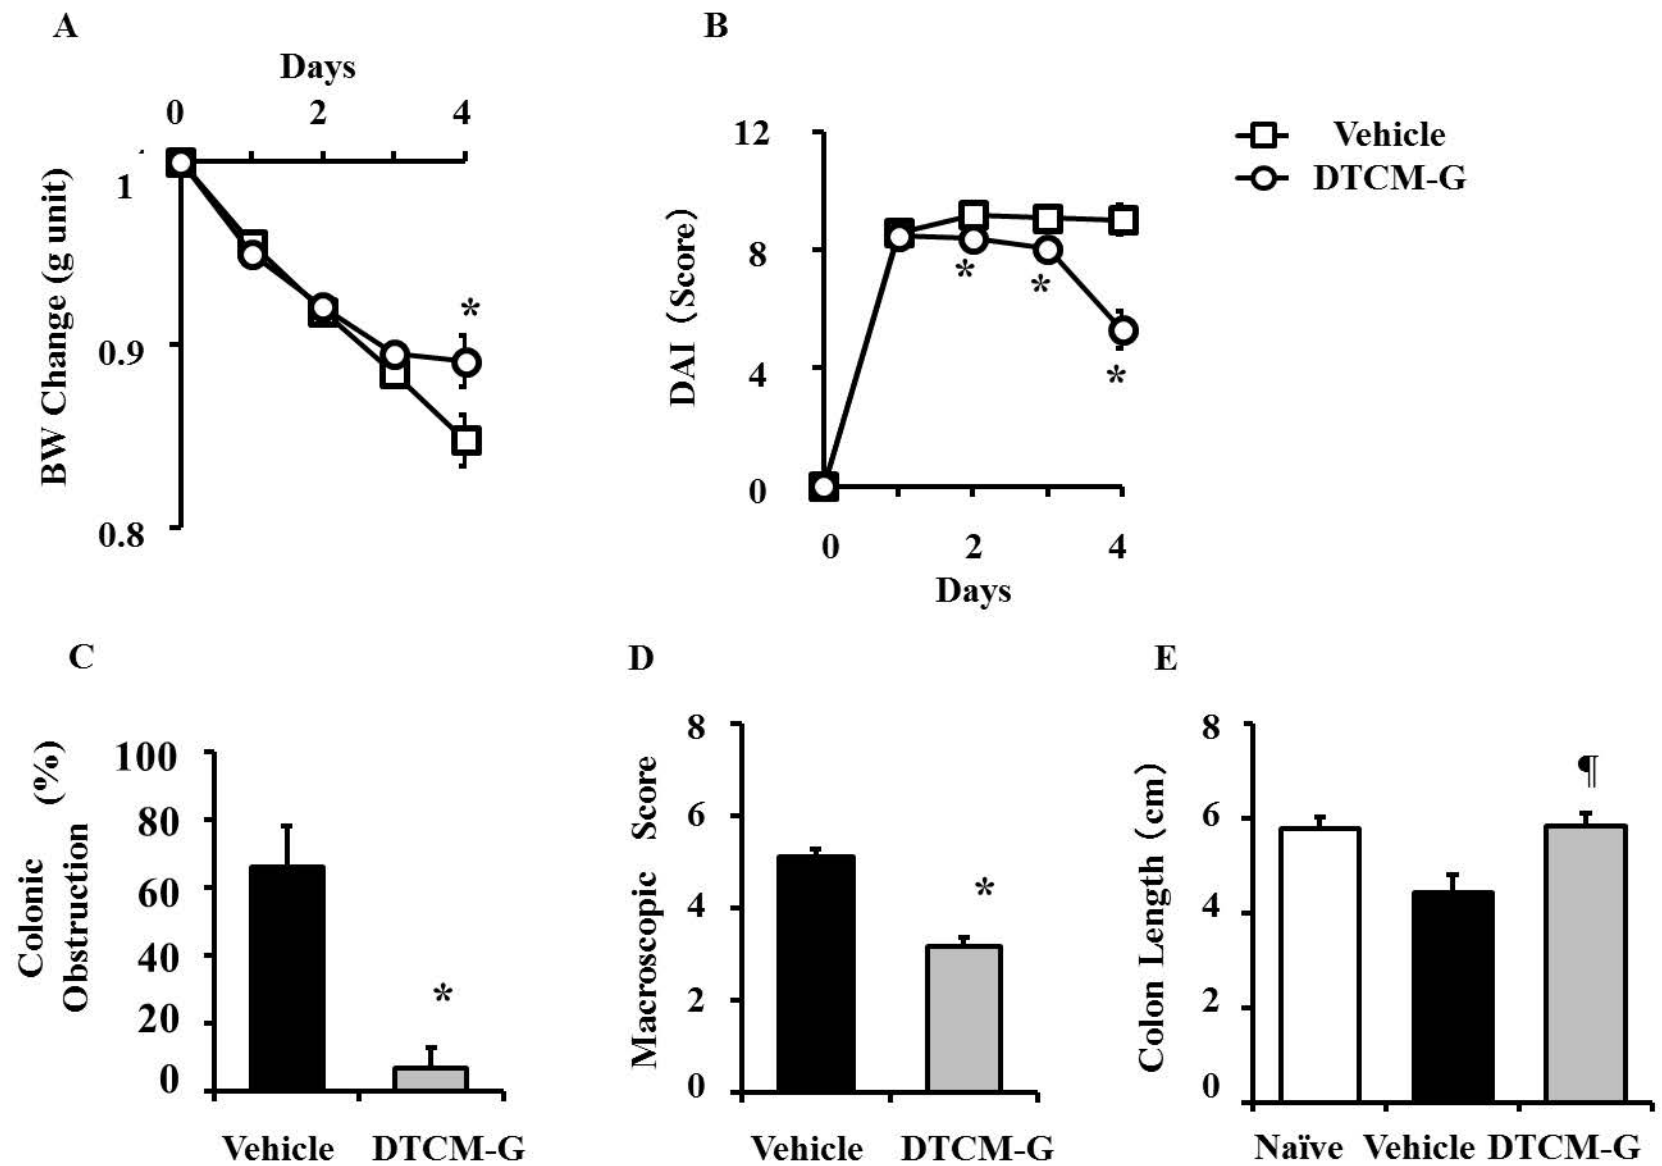 A
Days
0 2 4
1
0.9
0.8
BW Change (g unit)
*
B
12
8
4
0
DAI (Score)
*
*
*
0 2 4
Days
Vehicle
DTCM-G
C
100
80
60
40
20
0
Colonic
Obstruction (%)
*
Vehicle DTCM-G
D
8
6
4
2
0
Macroscopic Score
*
Vehicle DTCM-G
E
8
6
4
2
0
Colon Length (cm)
¶
Naïve Vehicle DTCM-G